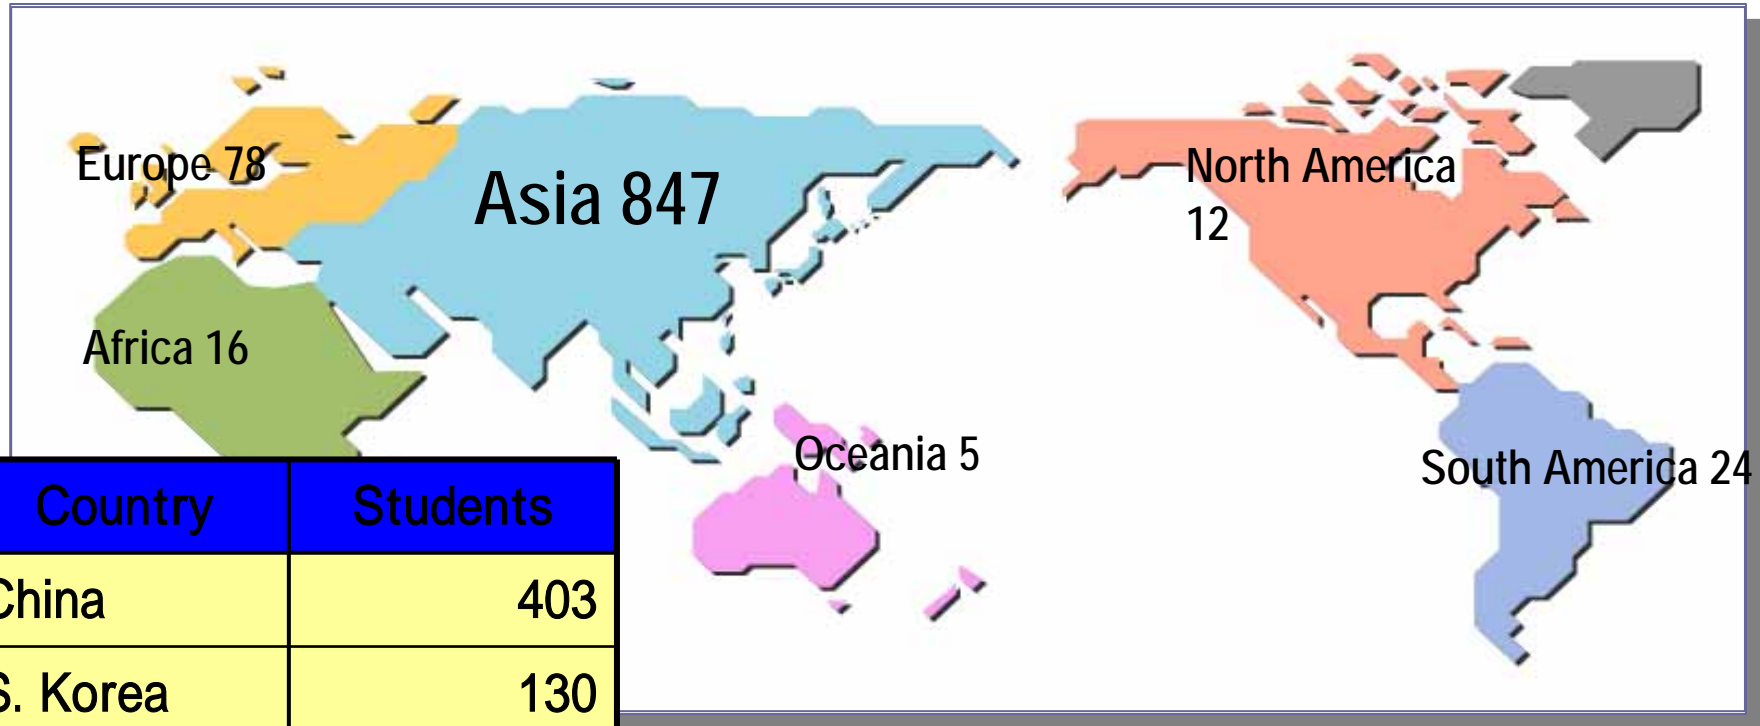 Europe 78
Asia 847
North America
12
Africa 16
Oceania 5
South America 24
Country Students
China 403
S. Korea 130